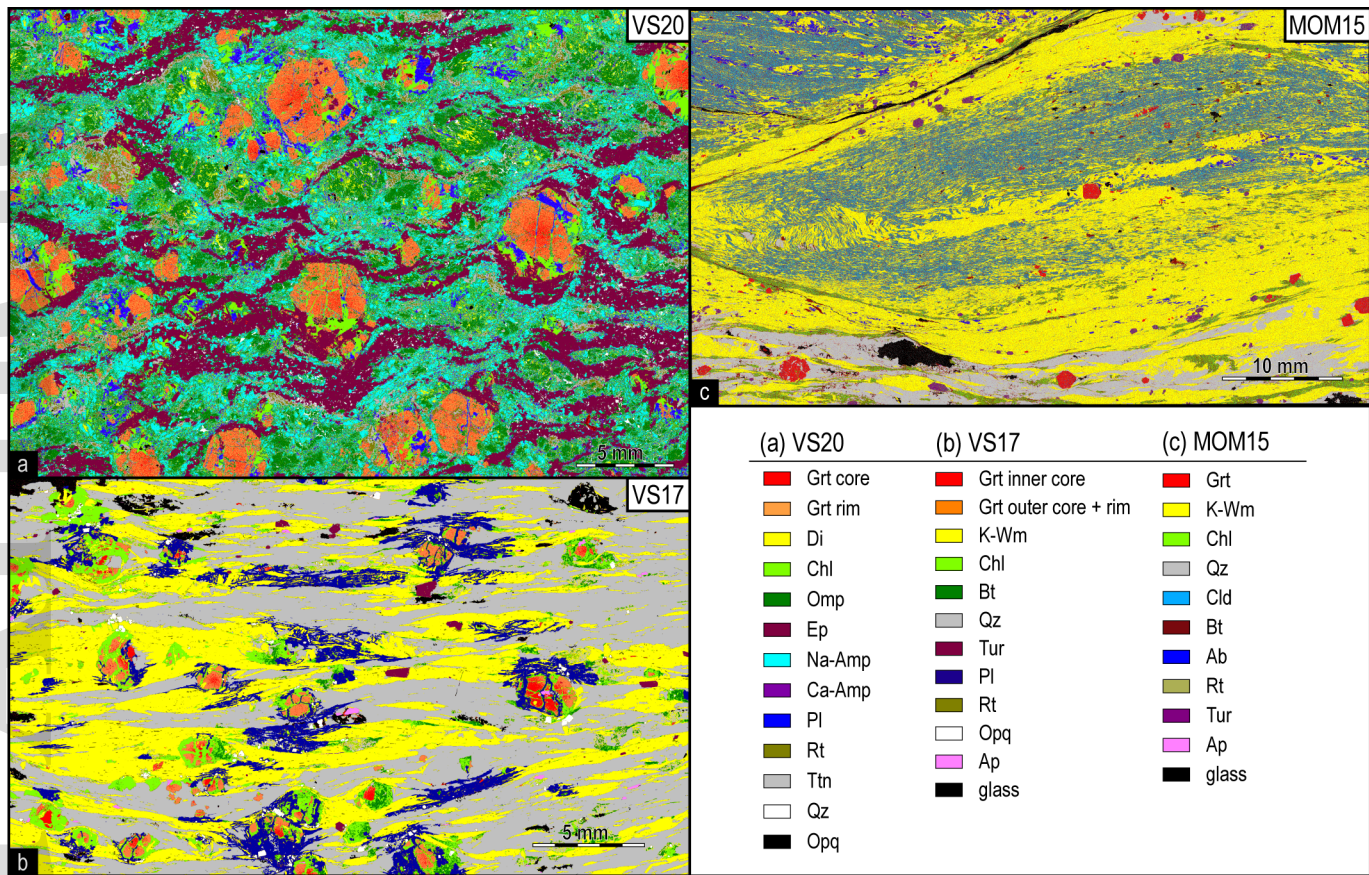 VS20
5 mm
a
VS17
5 mm
b
MOM15
10 mm
c
(a) VS20
Grt core
Grt rim
Di
Chl
Omp
Ep
Na-Amp
Ca-Amp
Pl
Rt
Ttn
Qz
Opq
(b) VS17
Grt inner core
Grt outer core + rim
K-Wm
Chl
Bt
Qz
Tur
Pl
Rt
Opq
Ap
glass
(c) MOM15
Grt
K-Wm
Chl
Qz
Cld
Bt
Ab
Rt
Tur
Ap
glass